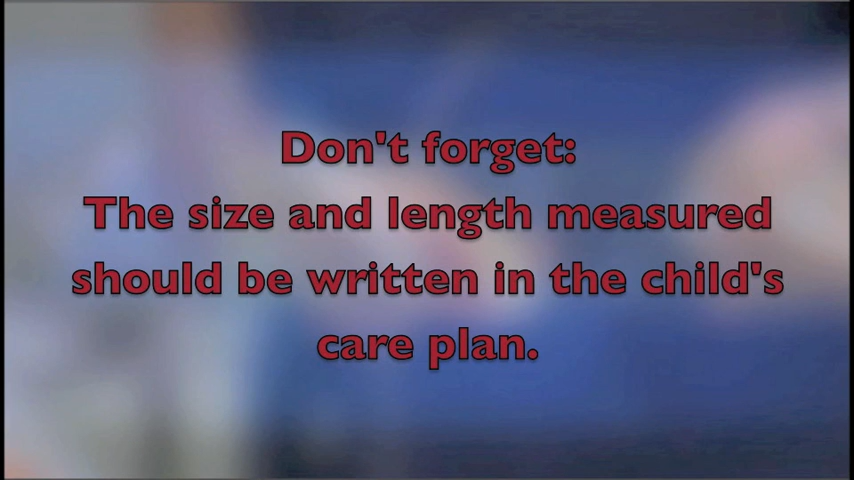 Don't forget:
The size and length measured
should be written in the child's
care plan.